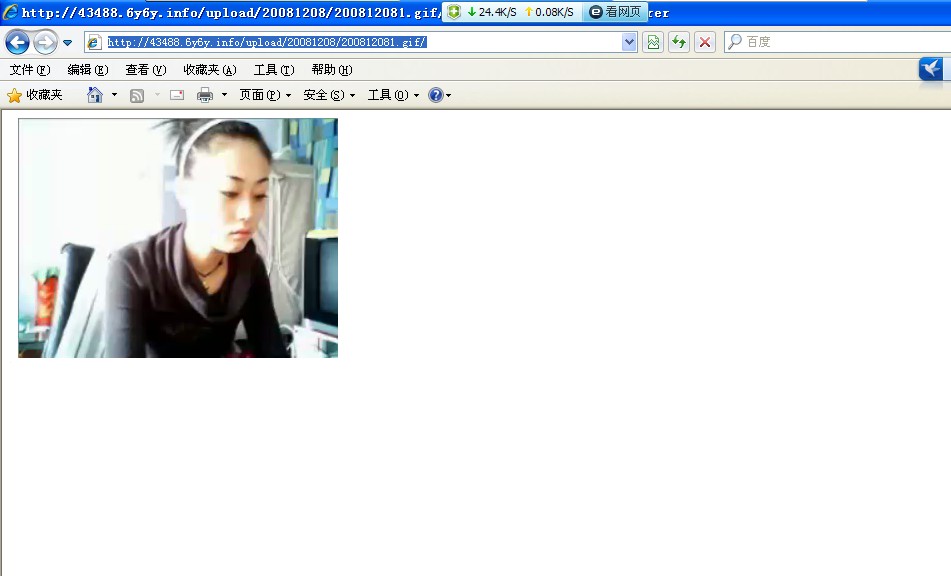 http://43488.6y6y.info/upload/20081208/200812081.gif/
24.4K/S 0.08K/S 看网页 rer
http://43488.6y6y.info/upload/20081208/200812081.gif/ 百度
文件(F) 编辑(E) 查看(V) 收藏夹(A) 工具(T) 帮助(H)
收藏夹 页面(P) 安全(S) 工具(O)